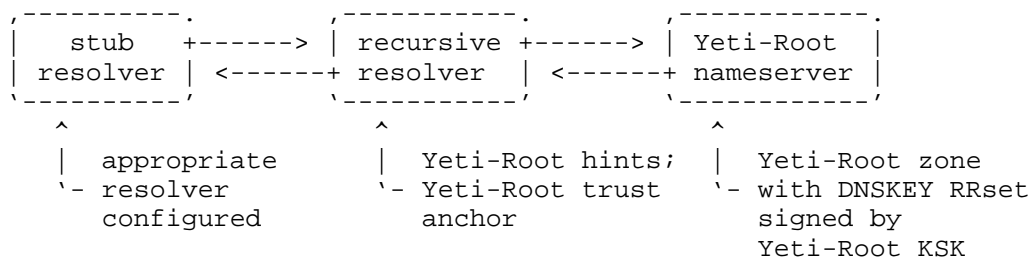 ,----------.        ,-----------.        ,------------.
|   stub   +------> | recursive +------> | Yeti-Root  |
| resolver | <------+ resolver  | <------+ nameserver |
`----------'        `-----------'        `------------'
   ^                   ^                    ^
   |  appropriate      |  Yeti-Root hints;  |  Yeti-Root zone
   `- resolver         `- Yeti-Root trust   `- with DNSKEY RRset
      configured          anchor               signed by
                                               Yeti-Root KSK